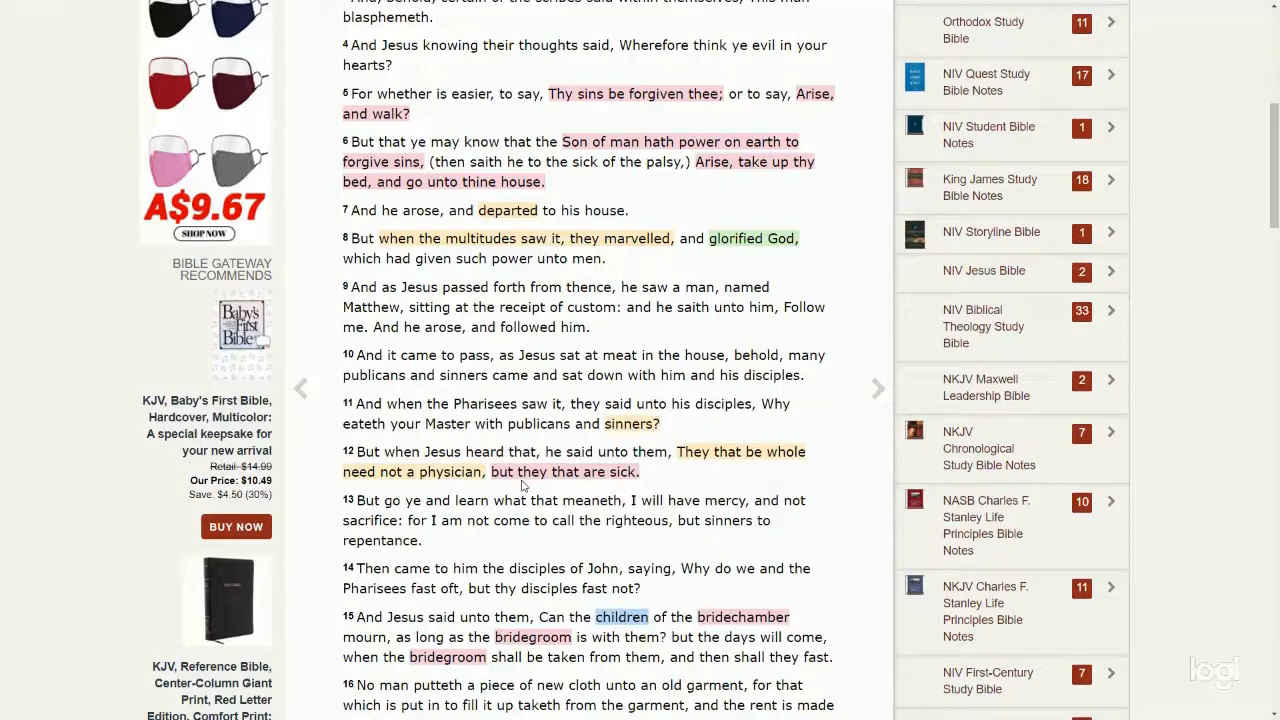 blasphemeth.
4 And Jesus knowing their thoughts said, Wherefore think ye evil in your
hearts?
5 For whether is easier, to say, Thy sins be forgiven thee; or to say, Arise,
and walk?
6 But that ye may know that the Son of man hath power on earth to
forgive sins, (then saith he to the sick of the palsy,) Arise, take up thy
bed, and go unto thine house.
7 And he arose, and departed to his house.
8 But when the multitudes saw it, they marvelled, and glorified God,
which had given such power unto men.
9 And as Jesus passed forth from thence, he saw a man, named
Matthew, sitting at the receipt of custom: and he saith unto him, Follow
me. And he arose, and followed him.
10 And it came to pass, as Jesus sat at meat in the house, behold, many
publicans and sinners came and sat down with him and his disciples.
11 And when the Pharisees saw it, they said unto his disciples, Why
eateth your Master with publicans and sinners?
12 But when Jesus heard that, he said unto them, They that be whole
need not a physician, but they that are sick.
13 But go ye and learn what that meaneth, I will have mercy, and not
sacrifice: for I am not come to call the righteous, but sinners to
repentance.
14 Then came to him the disciples of John, saying, Why do we and the
Pharisees fast oft, but thy disciples fast not?
15 And Jesus said unto them, Can the children of the bridechamber
mourn, as long as the bridegroom is with them? but the days will come,
when the bridegroom shall be taken from them, and then shall they fast.
16 No man putteth a piece of new cloth unto an old garment, for that
which is put in to fill it up taketh from the garment, and the rent is made
A$9.67
SHOP NOW
BIBLE GATEWAY
RECOMMENDS
Baby's
First
Bible
KJV, Baby's First Bible,
Hardcover, Multicolor:
A special keepsake for
your new arrival
Retail: $14.99
Our Price: $10.49
Save: $4.50 (30%)
BUY NOW
KJV, Reference Bible,
Center-Column Giant
Print, Red Letter
Edition, Comfort Print:
Orthodox Study 11
Bible
NIV Quest Study 17
Bible Notes
NIV Student Bible 1
Notes
King James Study 18
Bible Notes
NIV Storyline Bible 1
NIV Jesus Bible 2
NIV Biblical 33
Theology Study
Bible
NKJV Maxwell 2
Leadership Bible
NKJV 7
Chronological
Study Bible Notes
NASB Charles F. 10
Stanley Life
Principles Bible
Notes
NKJV Charles F. 11
Stanley Life
Principles Bible
Notes
NIV First-Century 7
Study Bible
logi